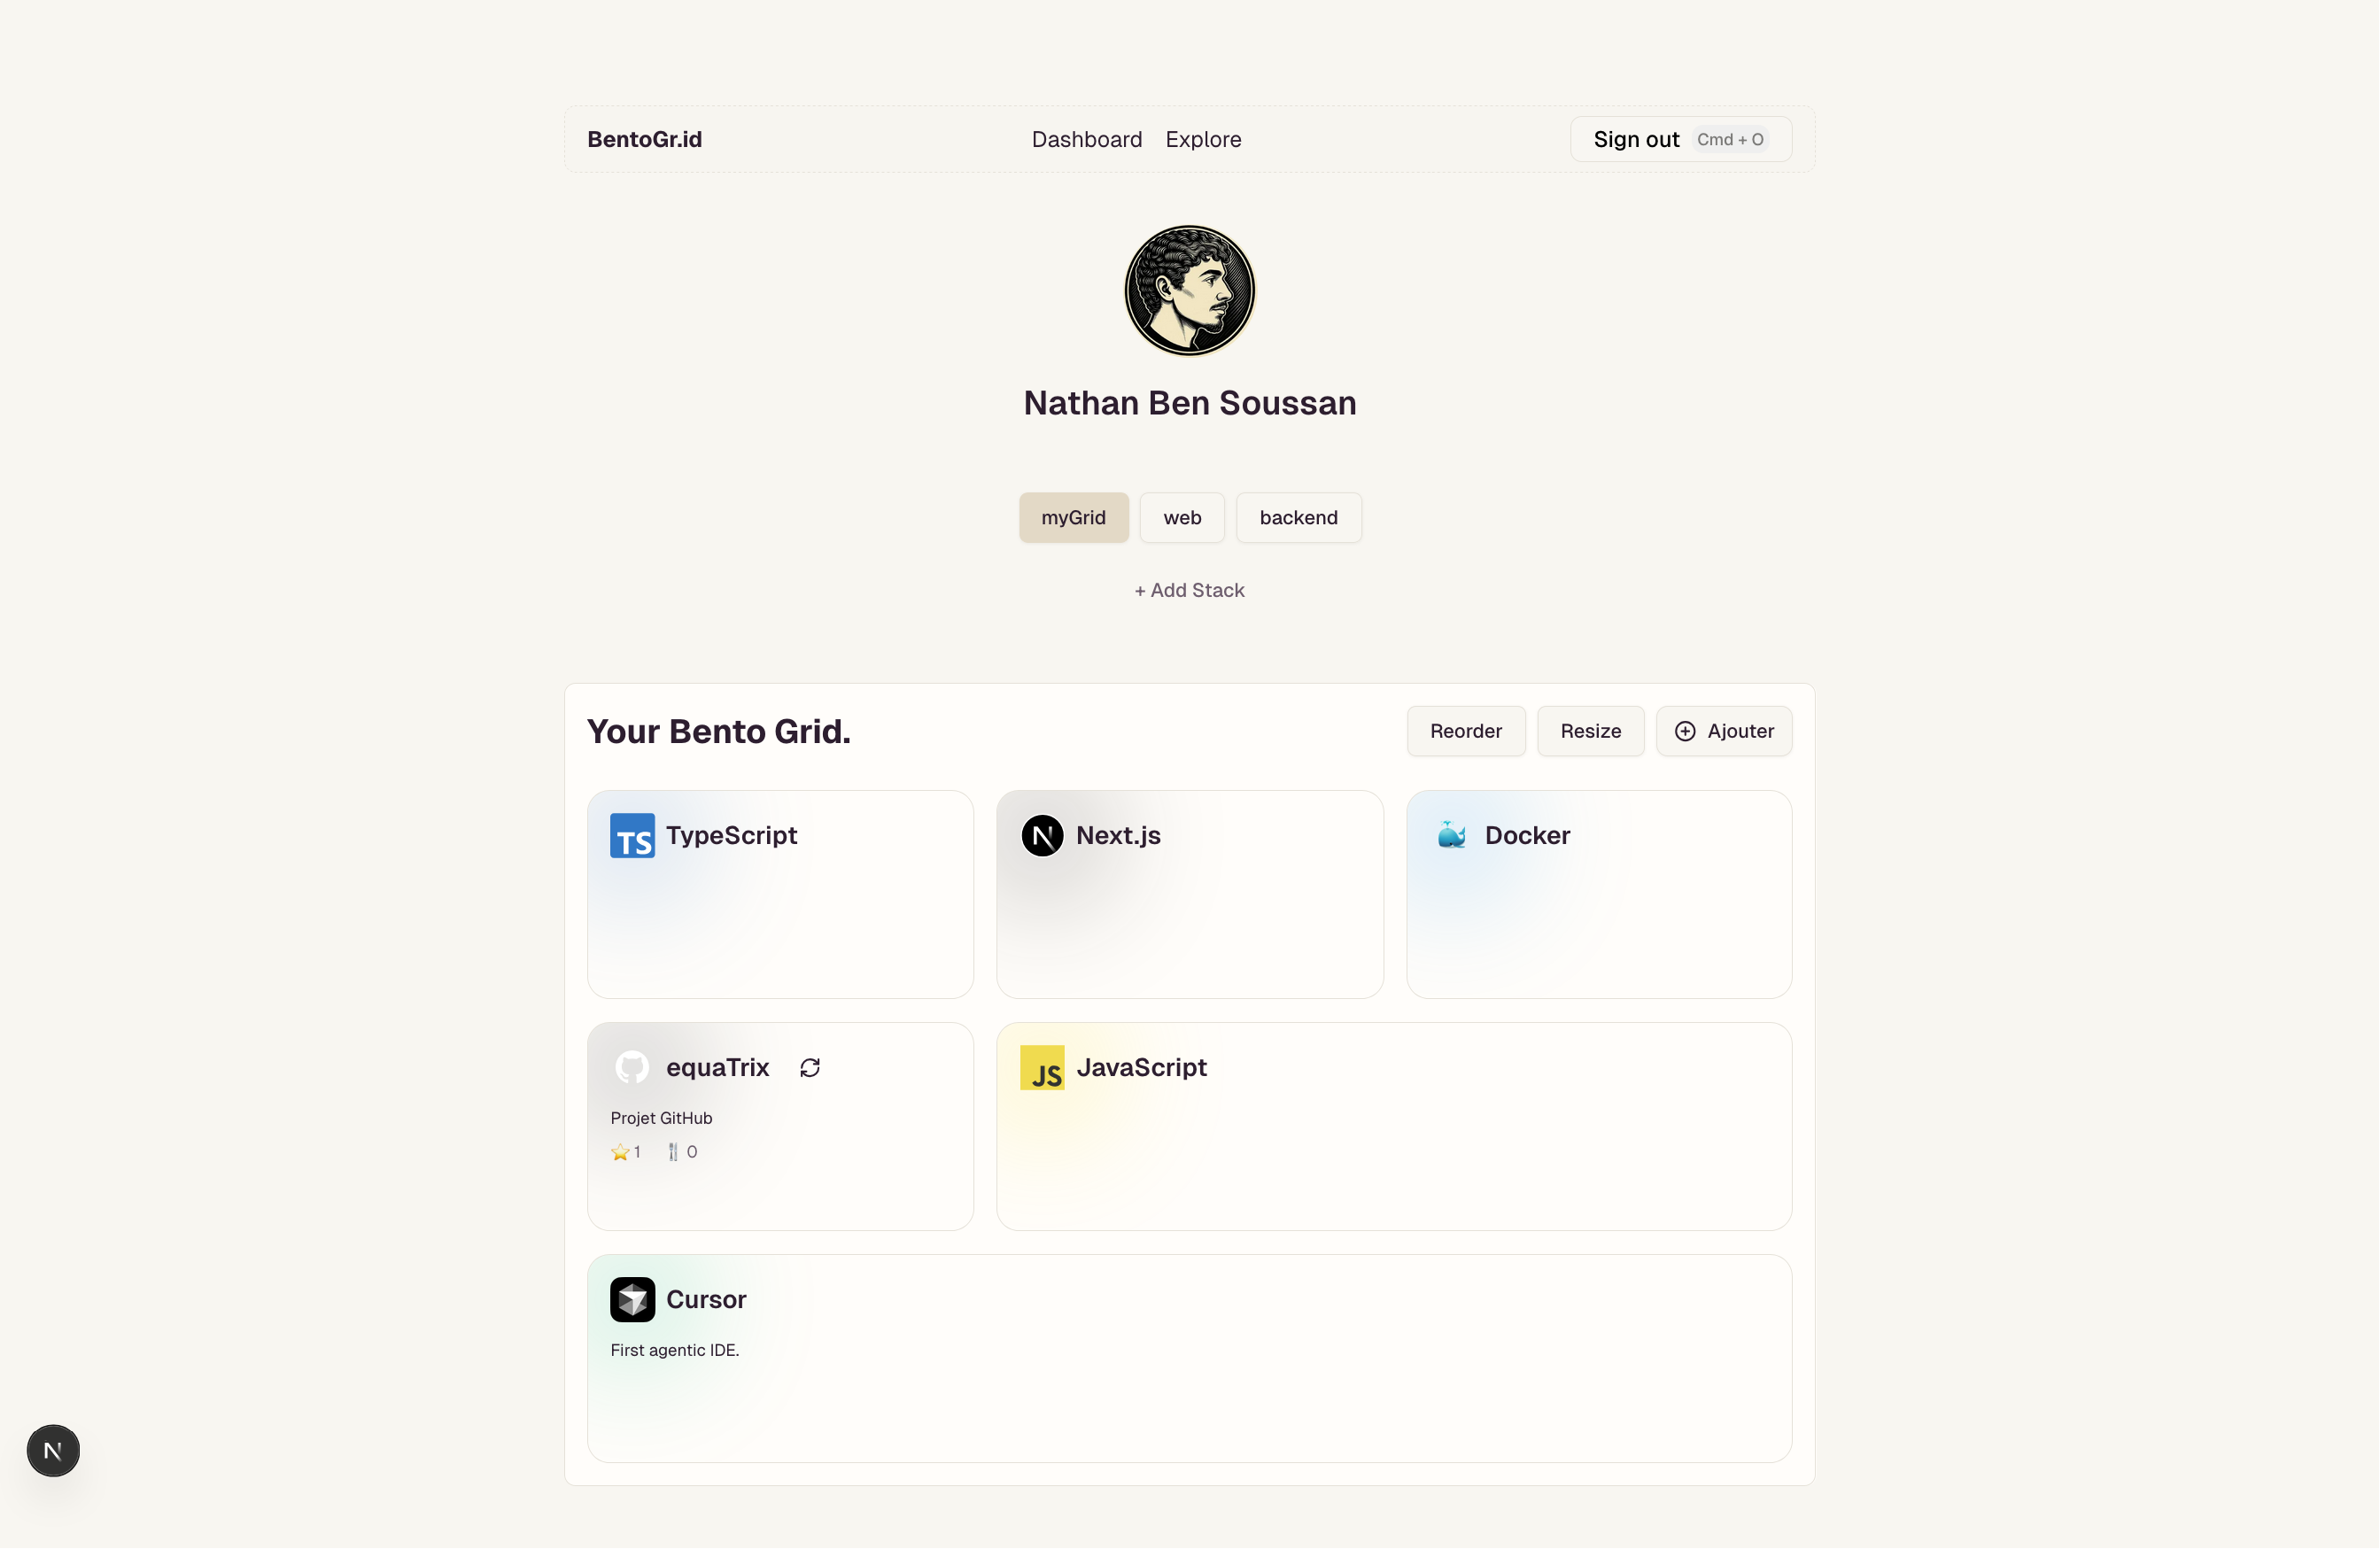 BentoGr.id
Dashboard Explore
Sign out Cmd + O
Nathan Ben Soussan
myGrid web backend
+ Add Stack
Your Bento Grid.
Reorder Resize Ajouter
TS TypeScript
N Next.js
Docker
equaTrix
Projet GitHub
⭐ 1 🍴 0
JS JavaScript
Cursor
First agentic IDE.
N